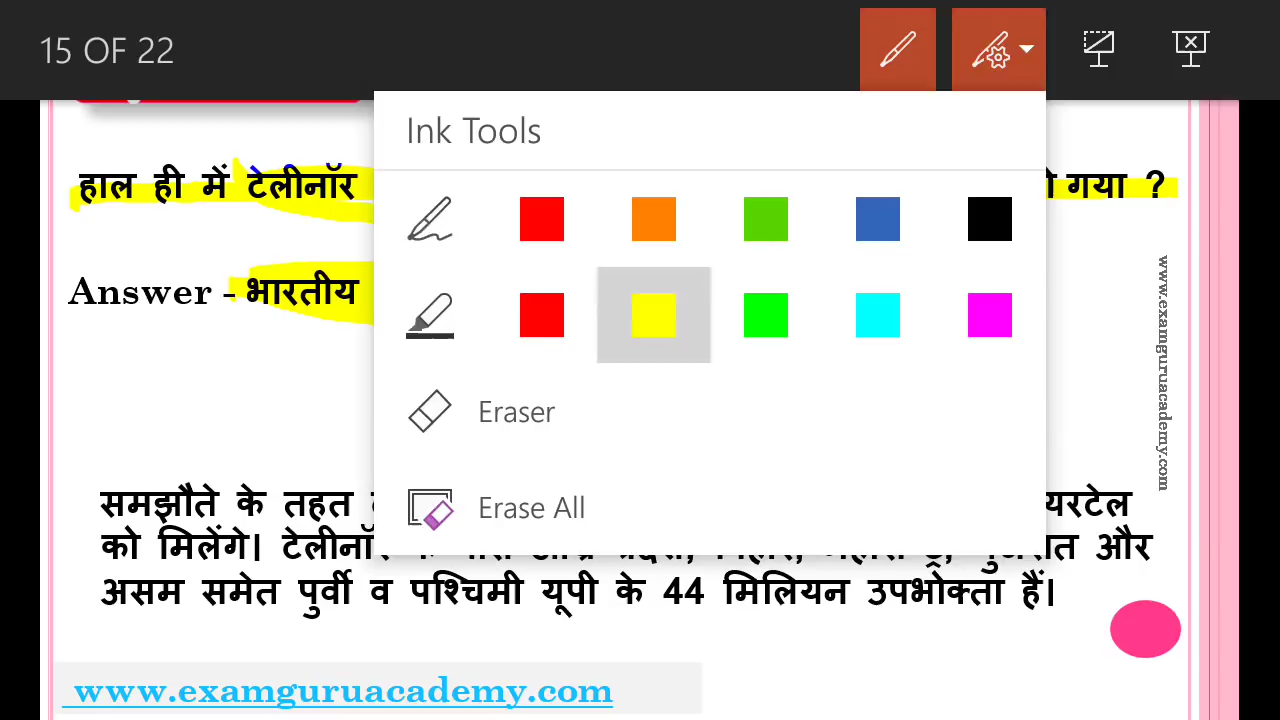 15 OF 22
Ink Tools
हाल ही में टेलीनॉर गया ?
Answer - भारतीय
Eraser
Erase All
समझौते के तहत यरटेल
को मिलेंगे। टेलीनॉर और
असम समेत पुर्वी व पश्चिमी यूपी के 44 मिलियन उपभोक्ता हैं।
www.examguruacademy.com
www.examguruacademy.com